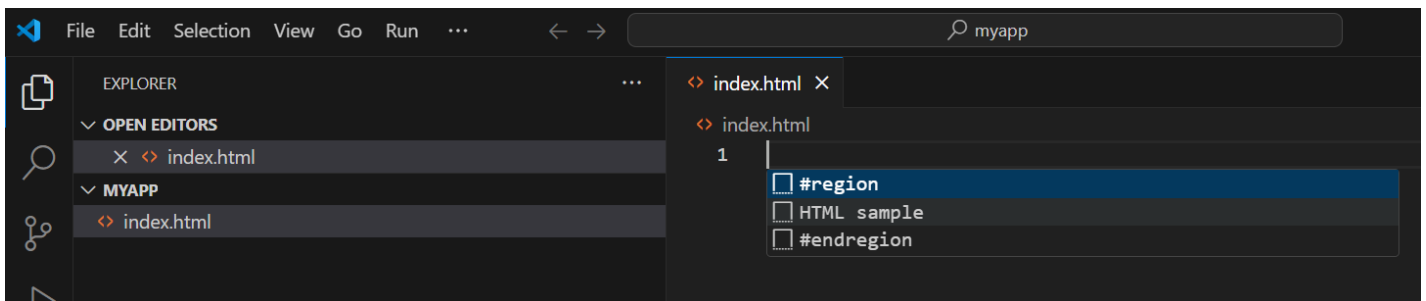 File Edit Selection View Go Run ··· ← → myapp
EXPLORER ···
OPEN EDITORS
index.html
MYAPP
index.html
index.html
index.html
1
#region
HTML sample
#endregion